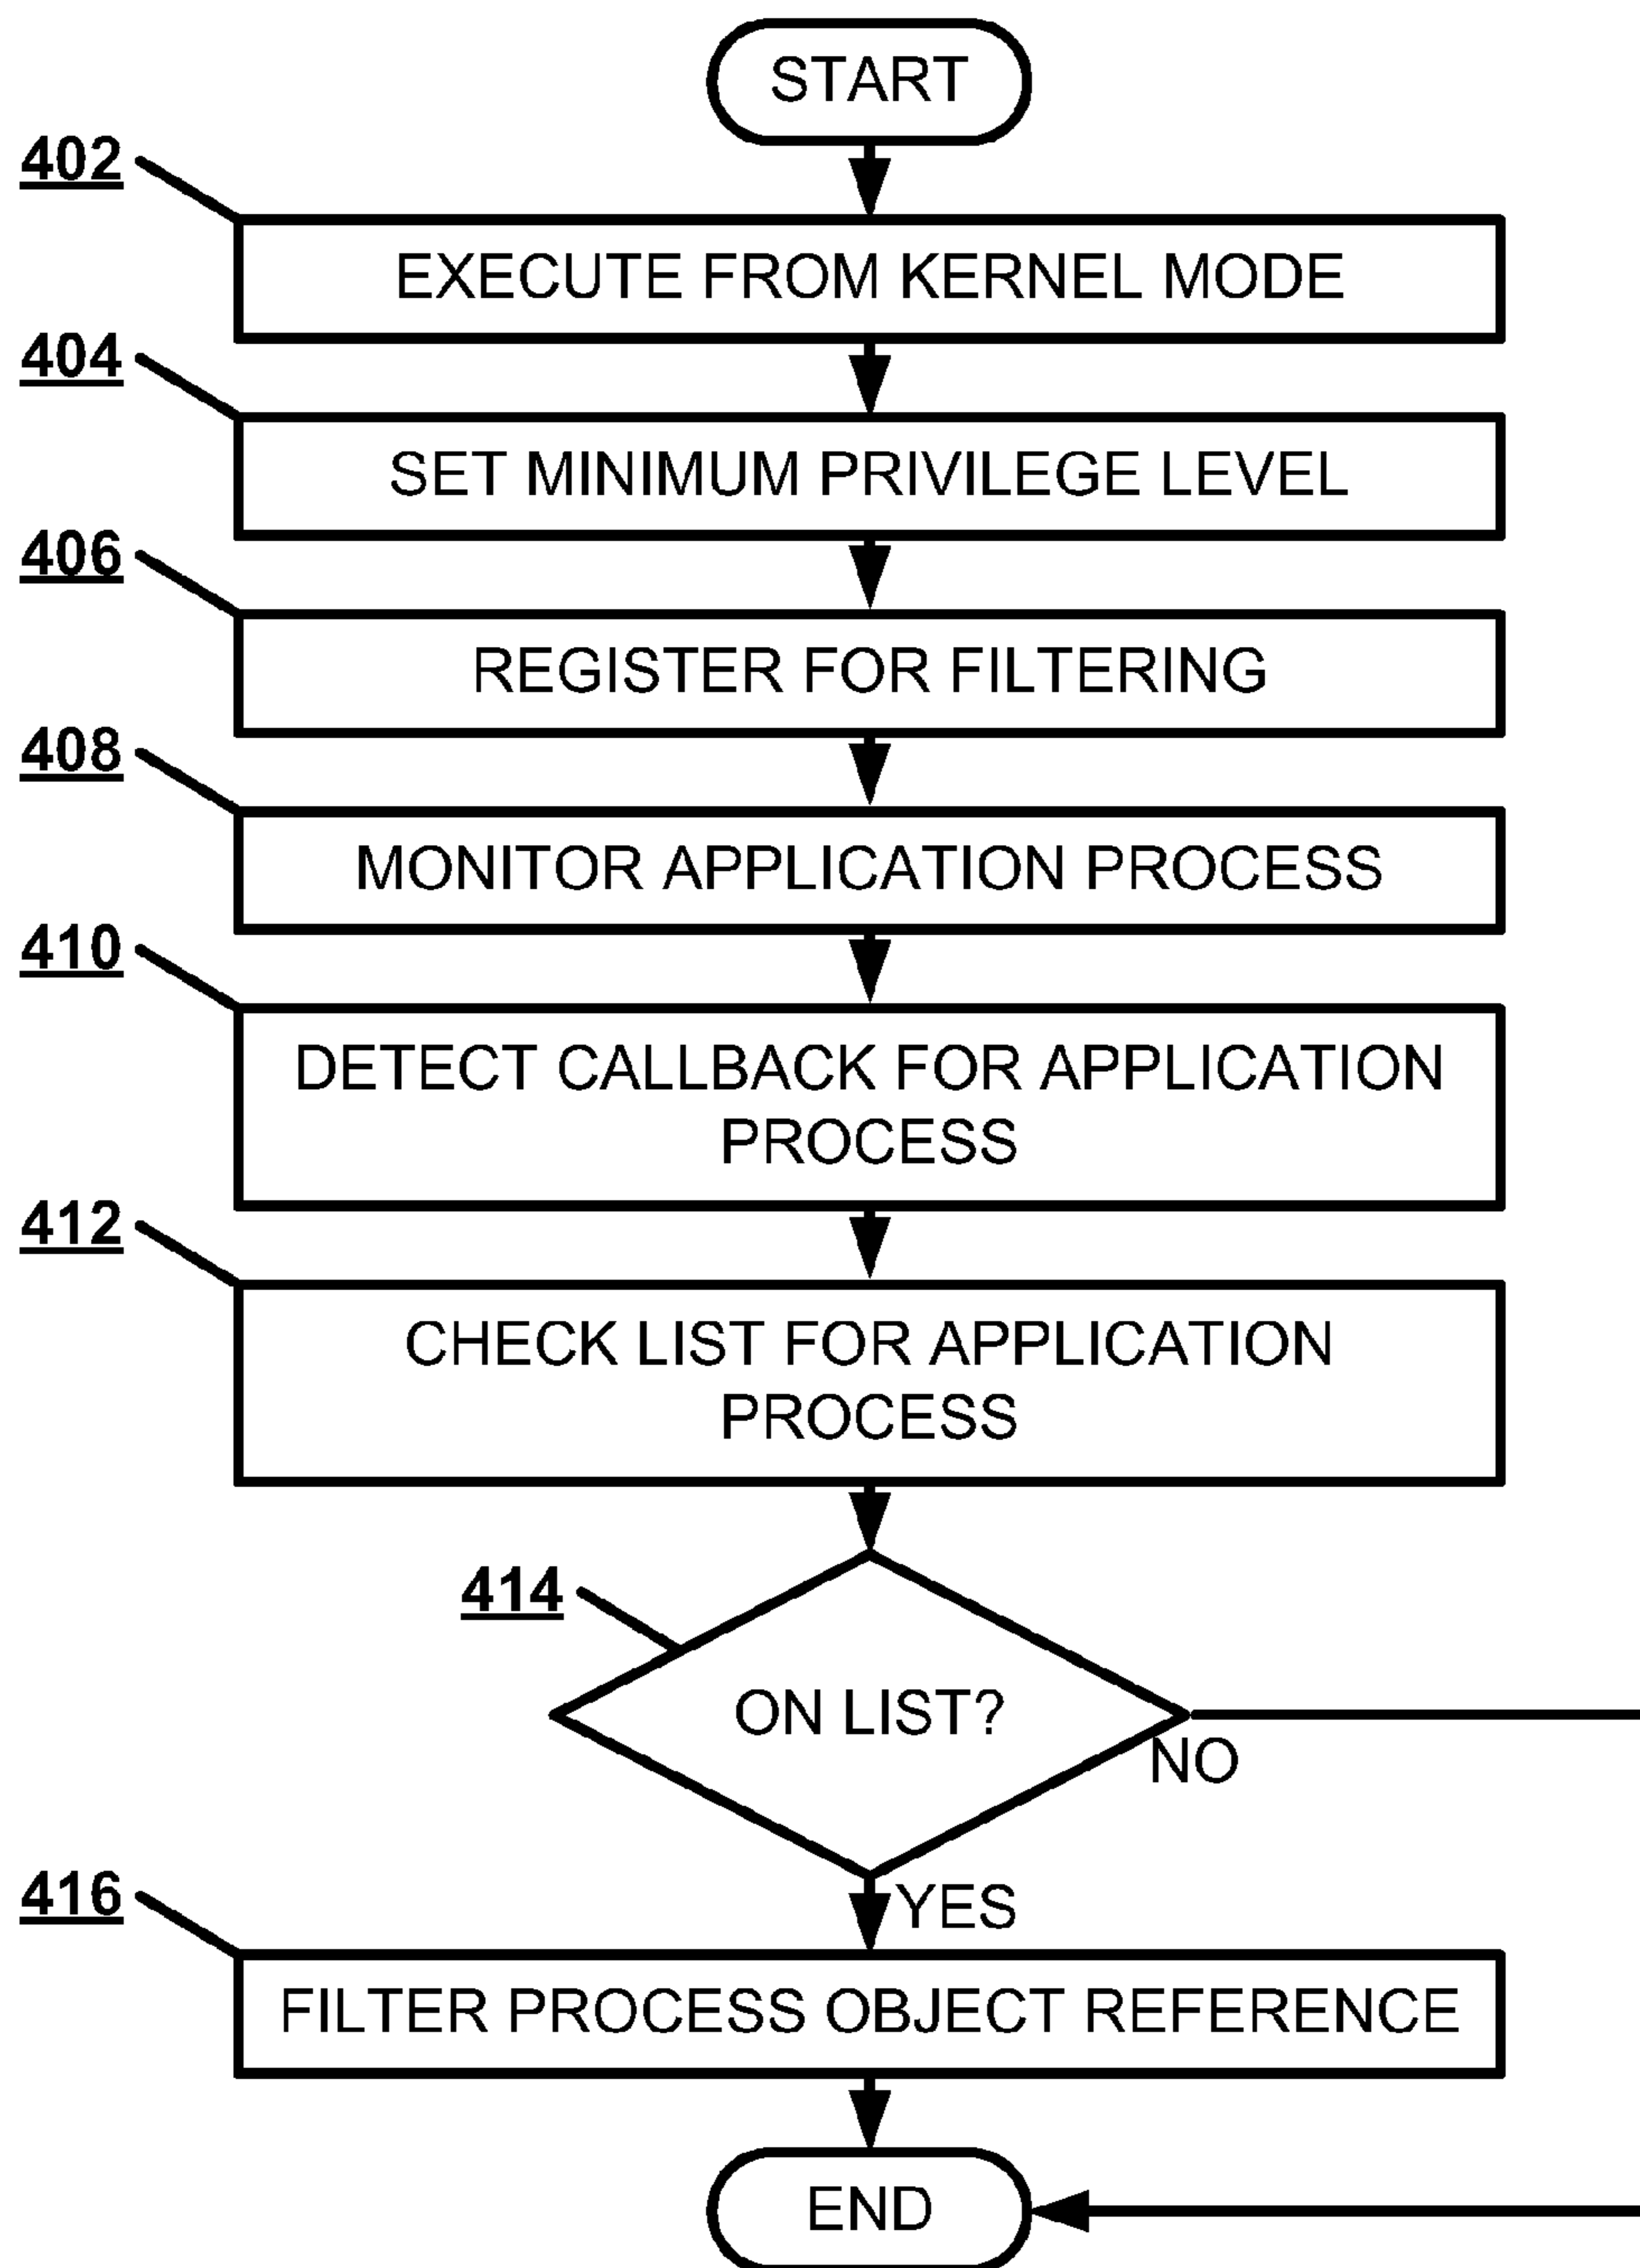 START
402
EXECUTE FROM KERNEL MODE
404
SET MINIMUM PRIVILEGE LEVEL
406
REGISTER FOR FILTERING
408
MONITOR APPLICATION PROCESS
410
DETECT CALLBACK FOR APPLICATION
PROCESS
412
CHECK LIST FOR APPLICATION
PROCESS
414
ON LIST?
NO
YES
416
FILTER PROCESS OBJECT REFERENCE
END